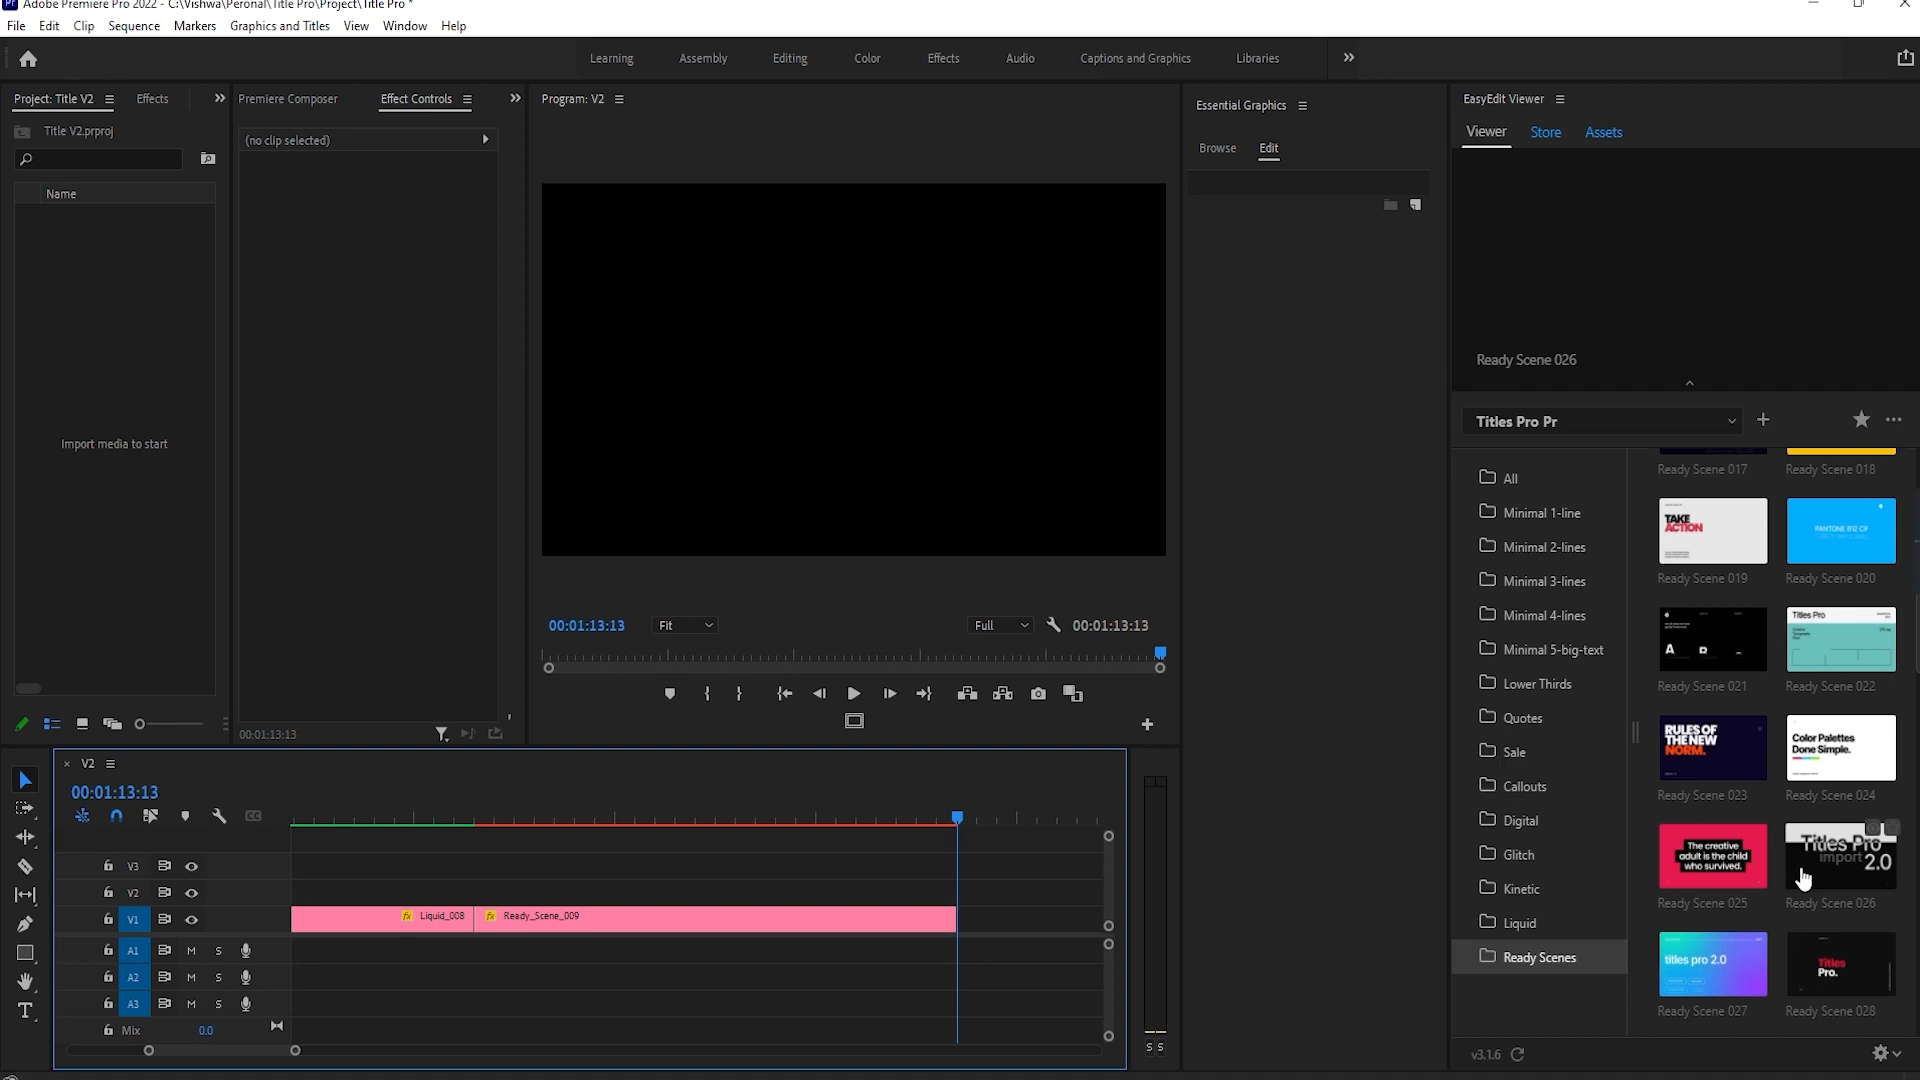 Adobe Premiere Pro 2022 - C:\Vishwa\Peronal\Title Pro\Project\Title Pro *
File Edit Clip Sequence Markers Graphics and Titles View Window Help
Learning Assembly Editing Color Effects Audio Captions and Graphics Libraries
Project: Title V2 Effects
Title V2.prproj
Name
Import media to start
Premiere Composer Effect Controls
(no clip selected)
00:01:13:13
Program: V2
00:01:13:13 Fit Full 00:01:13:13
Essential Graphics
Browse Edit
EasyEdit Viewer
Viewer Store Assets
Ready Scene 026
Titles Pro Pr
All
Minimal 1-line
Minimal 2-lines
Minimal 3-lines
Minimal 4-lines
Minimal 5-big-text
Lower Thirds
Quotes
Sale
Callouts
Digital
Glitch
Kinetic
Liquid
Ready Scenes
Ready Scene 017 Ready Scene 018
TAKE
ACTION
PANTONE 812 CP
Ready Scene 019 Ready Scene 020
Titles Pro
Ready Scene 021 Ready Scene 022
RULES OF
THE NEW
NORM.
Color Palettes
Done Simple.
Ready Scene 023 Ready Scene 024
The creative
adult is the child
who survived.
Titles Pro
import 2.0
Ready Scene 025 Ready Scene 026
titles pro 2.0
Titles
Pro.
Ready Scene 027 Ready Scene 028
v3.1.6
V2
00:01:13:13
V3
V2
V1 Liquid_008 Ready_Scene_009
A1 M S
A2 M S
A3 M S
Mix 0.0
S S